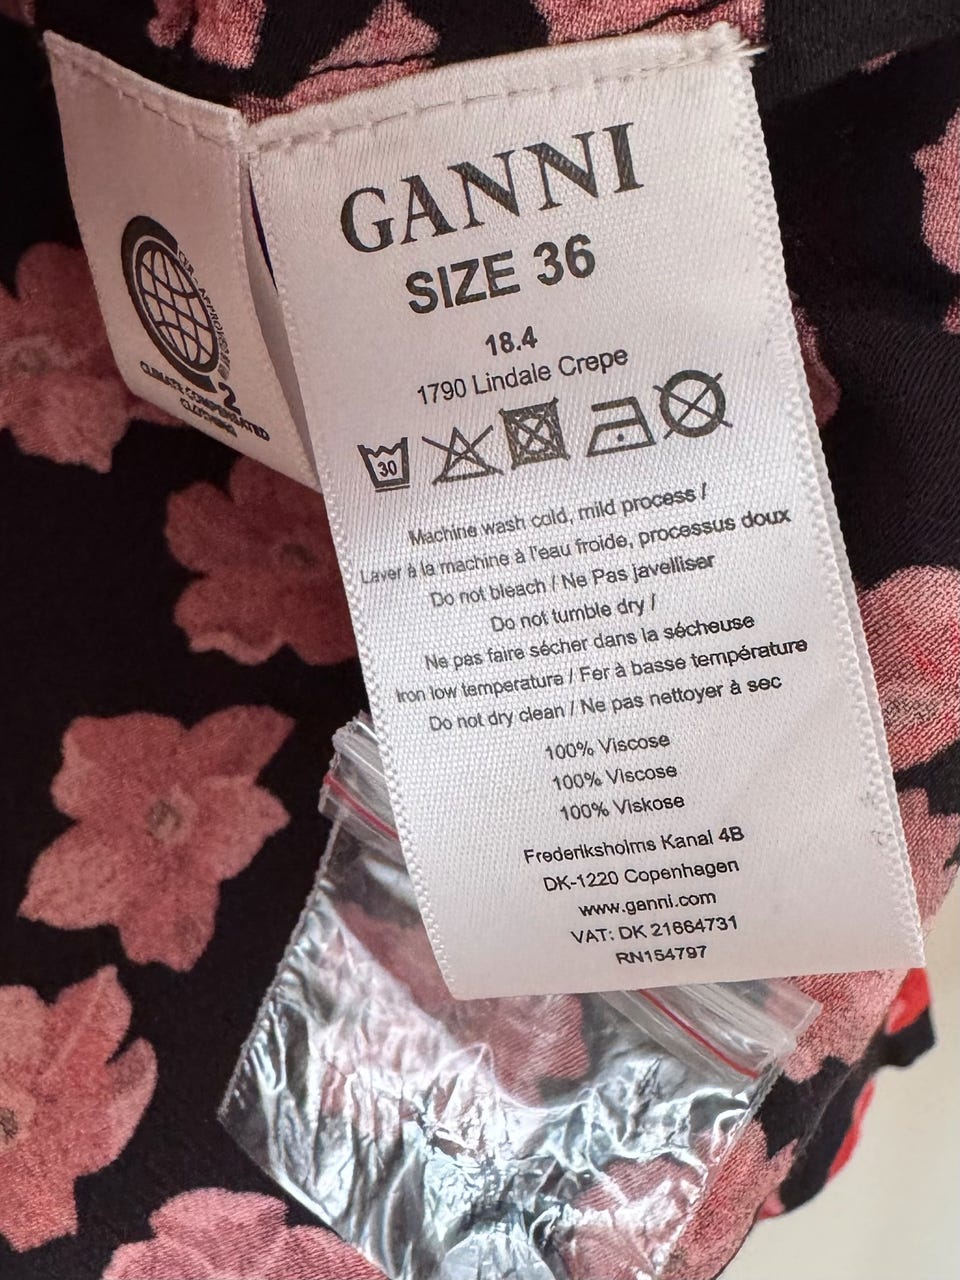 CER APPROVED
2
CLIMATE COMPENSATED
CLOTHING
GANNI
SIZE 36
18.4
1790 Lindale Crepe
30
Machine wash cold, mild process /
Laver à la machine à l'eau froide, processus doux
Do not bleach / Ne Pas javelliser
Do not tumble dry /
Ne pas faire sécher dans la sécheuse
Iron low temperature / Fer à basse température
Do not dry clean / Ne pas nettoyer à sec
100% Viscose
100% Viscose
100% Viskose
Frederiksholms Kanal 4B
DK-1220 Copenhagen
www.ganni.com
VAT: DK 21664731
RN154797